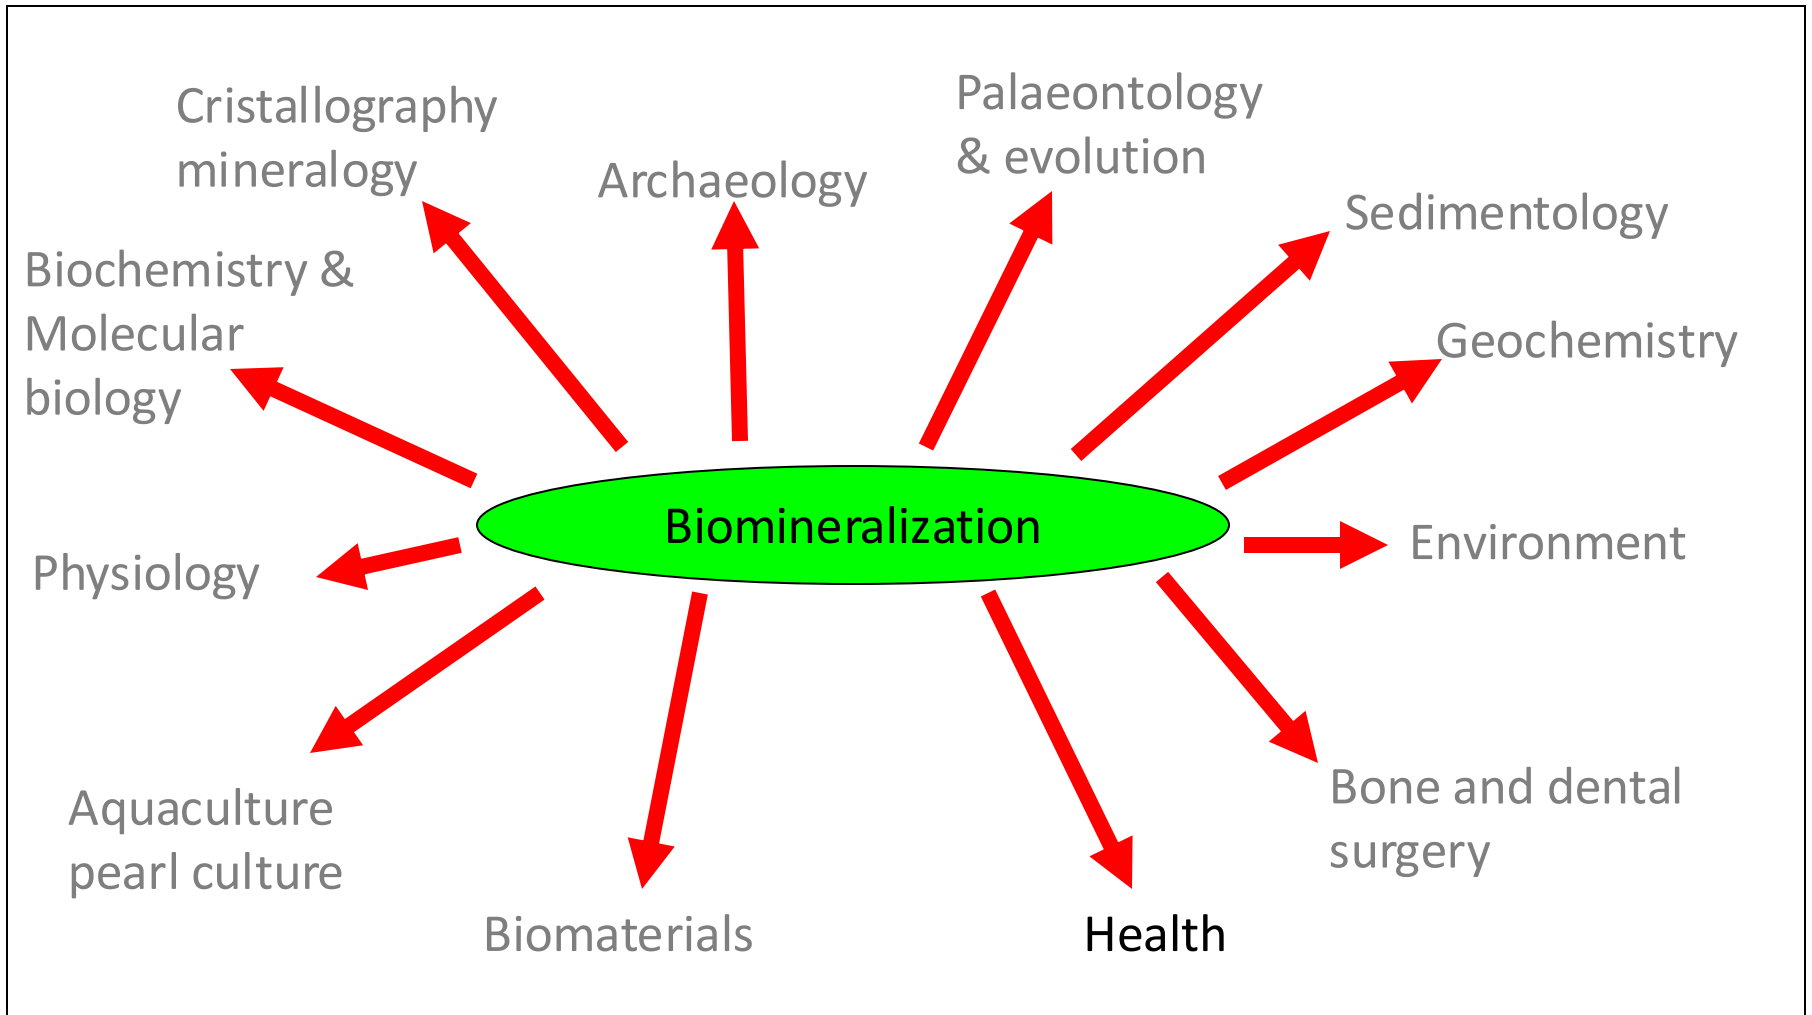 Cristallography
mineralogy
Archaeology
Palaeontology
& evolution
Sedimentology
Biochemistry &
Molecular
biology
Geochemistry
Biomineralization
Physiology
Environment
Aquaculture
pearl culture
Bone and dental
surgery
Biomaterials
Health